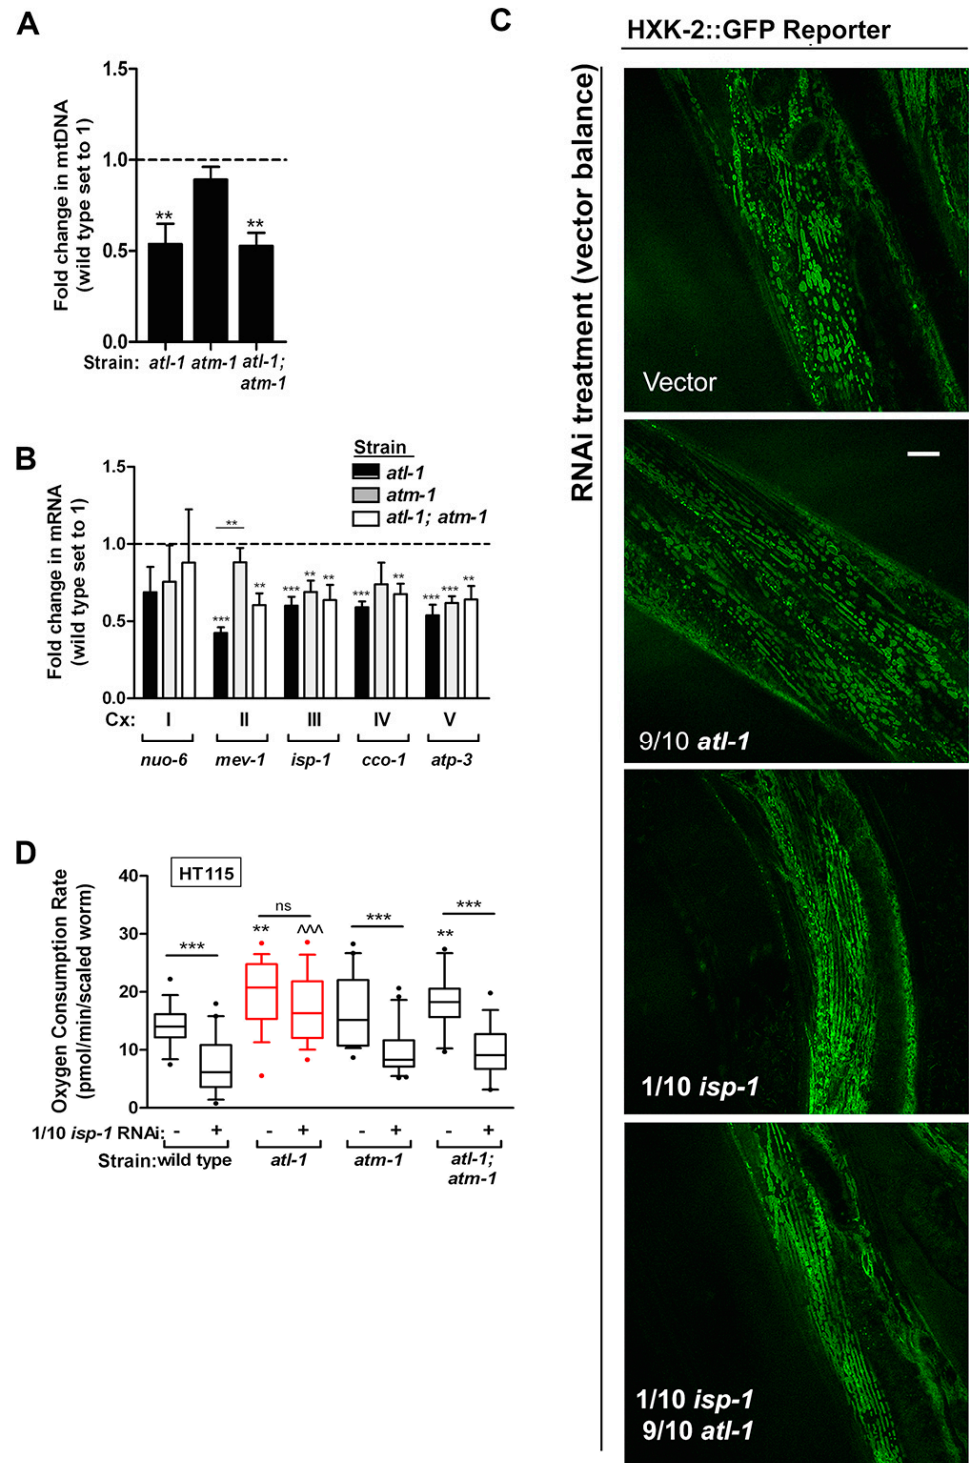 A
Fold change in mtDNA
(wild type set to 1)
1.5
1.0
0.5
0.0
**
**
Strain: atl-1 atm-1 atl-1;
atm-1
B
Fold change in mRNA
(wild type set to 1)
1.5
1.0
0.5
0.0
Strain
atl-1
atm-1
atl-1; atm-1
**
*** ** *** ** ** *** ** *** *** **
Cx: I II III IV V
nuo-6 mev-1 isp-1 cco-1 atp-3
D
HT115
Oxygen Consumption Rate
(pmol/min/scaled worm)
40
30
20
10
0
*** ns *** ***
** ^^^ **
1/10 isp-1 RNAi: - + - + - + - +
Strain: wild type atl-1 atm-1 atl-1;
atm-1
C
HXK-2::GFP Reporter
RNAi treatment (vector balance)
Vector
9/10 atl-1
1/10 isp-1
1/10 isp-1
9/10 atl-1